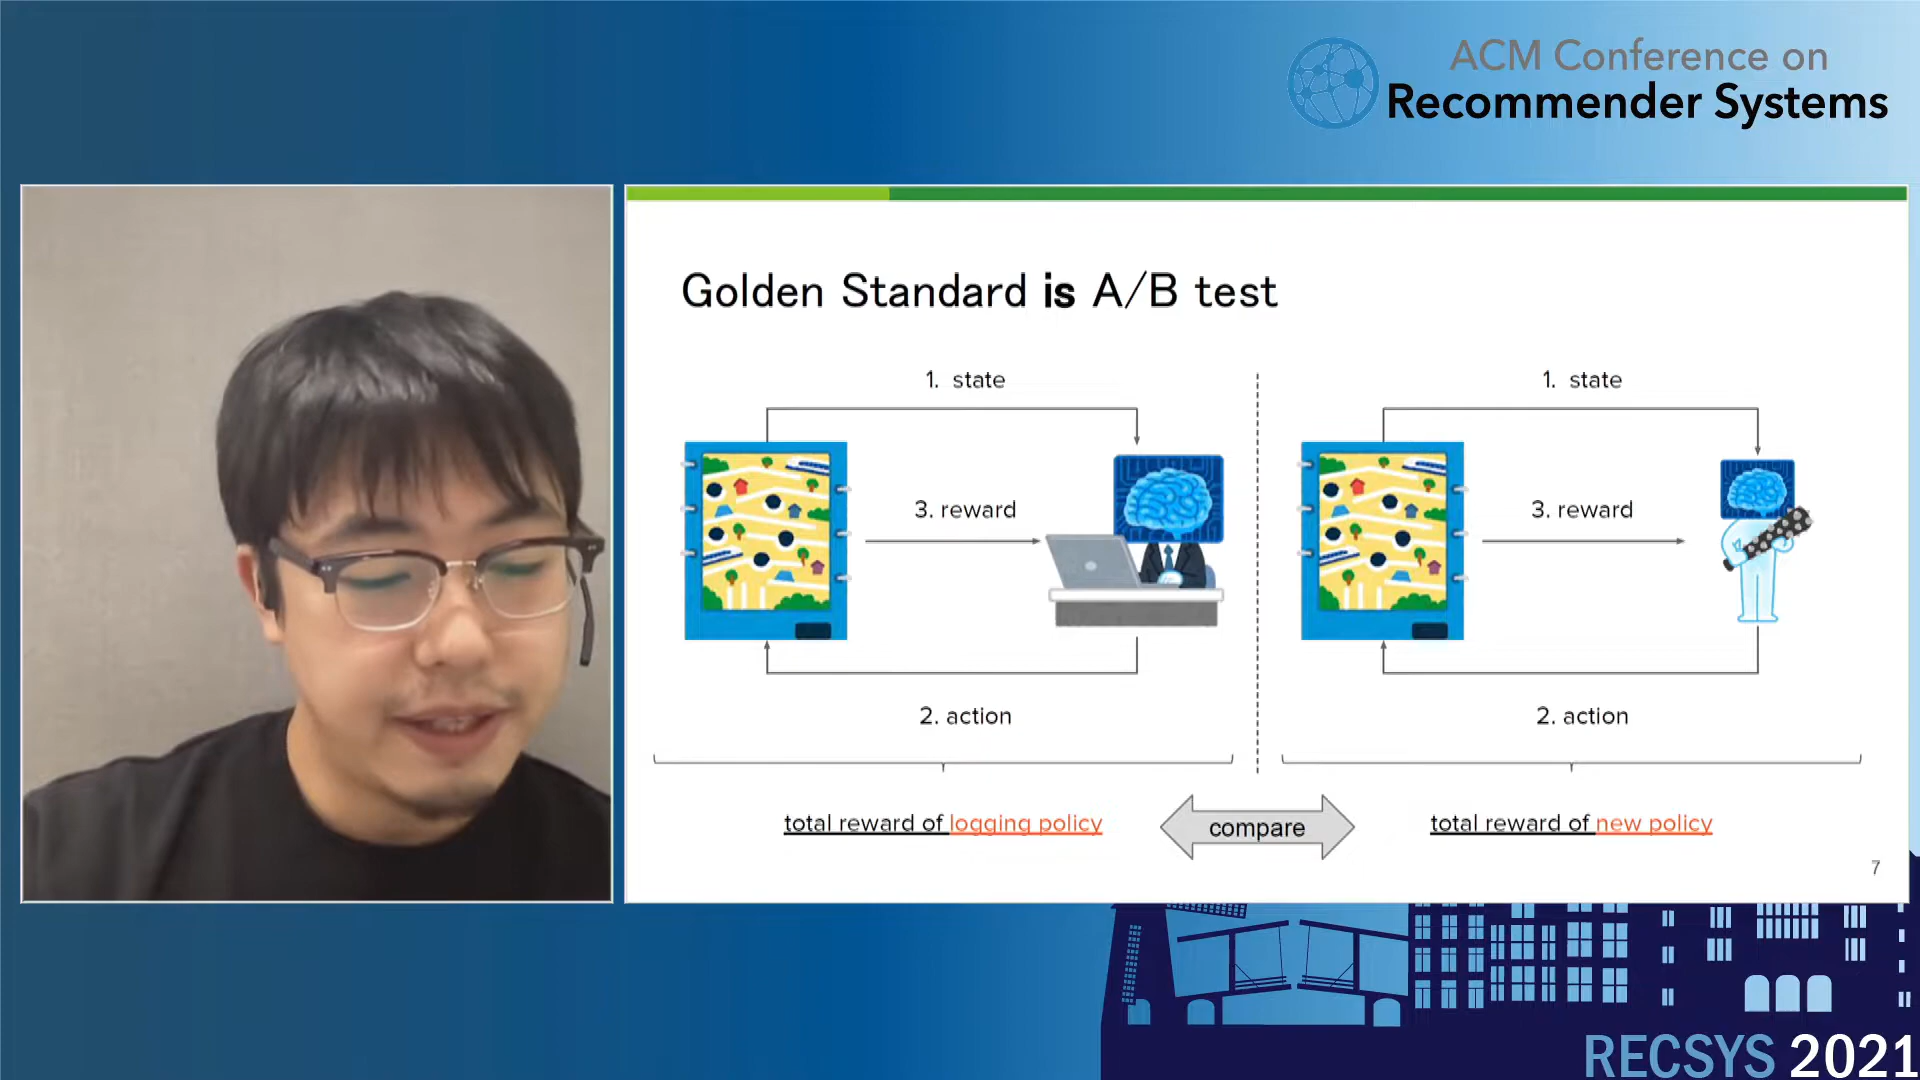 ACM Conference on
Recommender Systems
Golden Standard is A/B test
1. state
3. reward
2. action
total reward of logging policy
compare
1. state
3. reward
2. action
total reward of new policy
7
RECSYS 2021